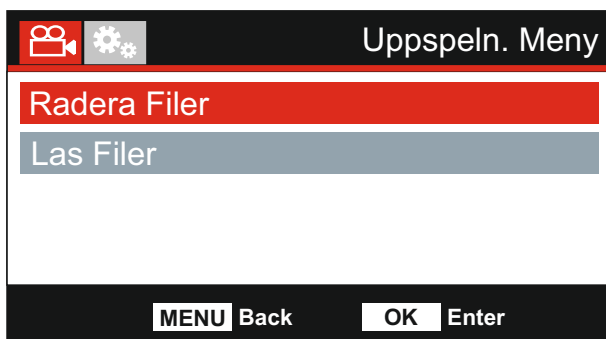 Uppspeln. Meny
Radera Filer
Las Filer
MENU Back OK Enter